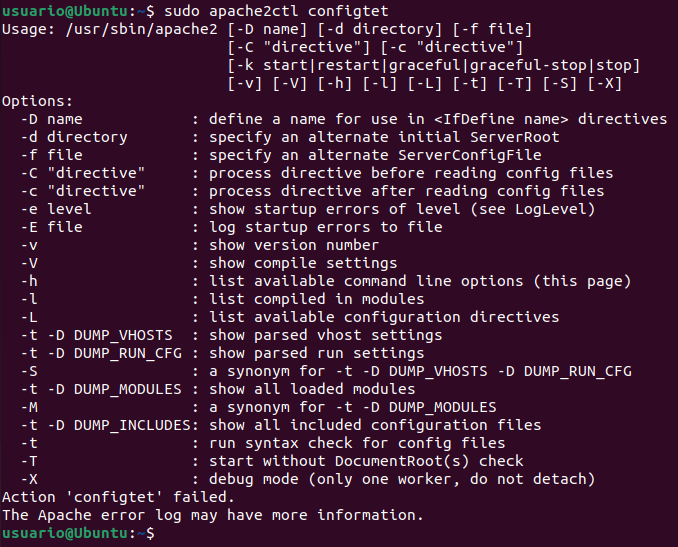 usuario@Ubuntu:~$ sudo apache2ctl configtet
Usage: /usr/sbin/apache2 [-D name] [-d directory] [-f file]
                         [-C "directive"] [-c "directive"]
                         [-k start|restart|graceful|graceful-stop|stop]
                         [-v] [-V] [-h] [-l] [-L] [-t] [-T] [-S] [-X]
Options:
  -D name            : define a name for use in <IfDefine name> directives
  -d directory       : specify an alternate initial ServerRoot
  -f file            : specify an alternate ServerConfigFile
  -C "directive"     : process directive before reading config files
  -c "directive"     : process directive after reading config files
  -e level           : show startup errors of level (see LogLevel)
  -E file            : log startup errors to file
  -v                 : show version number
  -V                 : show compile settings
  -h                 : list available command line options (this page)
  -l                 : list compiled in modules
  -L                 : list available configuration directives
  -t -D DUMP_VHOSTS  : show parsed vhost settings
  -t -D DUMP_RUN_CFG : show parsed run settings
  -S                 : a synonym for -t -D DUMP_VHOSTS -D DUMP_RUN_CFG
  -t -D DUMP_MODULES : show all loaded modules
  -M                 : a synonym for -t -D DUMP_MODULES
  -t -D DUMP_INCLUDES: show all included configuration files
  -t                 : run syntax check for config files
  -T                 : start without DocumentRoot(s) check
  -X                 : debug mode (only one worker, do not detach)
Action 'configtet' failed.
The Apache error log may have more information.
usuario@Ubuntu:~$